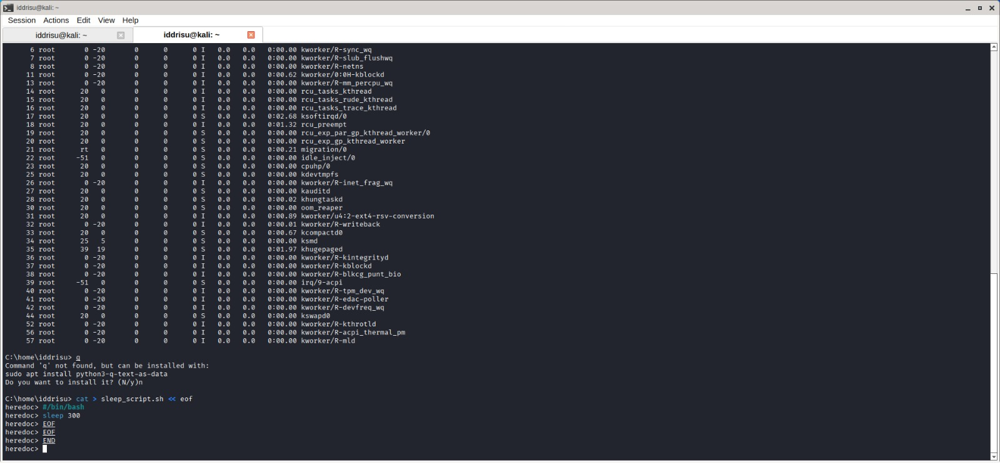 iddrisu@kali: ~
Session Actions Edit View Help
iddrisu@kali: ~ iddrisu@kali: ~
6 root 0 -20 0 0 0 I 0.0 0.0 0:00.00 kworker/R-sync_wq
7 root 0 -20 0 0 0 I 0.0 0.0 0:00.00 kworker/R-slub_flushwq
8 root 0 -20 0 0 0 I 0.0 0.0 0:00.00 kworker/R-netns
11 root 0 -20 0 0 0 I 0.0 0.0 0:00.62 kworker/0:0H-kblockd
13 root 0 -20 0 0 0 I 0.0 0.0 0:00.00 kworker/R-mm_percpu_wq
14 root 20 0 0 0 0 I 0.0 0.0 0:00.00 rcu_tasks_kthread
15 root 20 0 0 0 0 I 0.0 0.0 0:00.00 rcu_tasks_rude_kthread
16 root 20 0 0 0 0 I 0.0 0.0 0:00.00 rcu_tasks_trace_kthread
17 root 20 0 0 0 0 S 0.0 0.0 0:02.68 ksoftirqd/0
18 root 20 0 0 0 0 I 0.0 0.0 0:01.32 rcu_preempt
19 root 20 0 0 0 0 S 0.0 0.0 0:00.00 rcu_exp_par_gp_kthread_worker/0
20 root 20 0 0 0 0 S 0.0 0.0 0:00.00 rcu_exp_gp_kthread_worker
21 root rt 0 0 0 0 S 0.0 0.0 0:00.21 migration/0
22 root -51 0 0 0 0 S 0.0 0.0 0:00.00 idle_inject/0
23 root 20 0 0 0 0 S 0.0 0.0 0:00.00 cpuhp/0
25 root 20 0 0 0 0 S 0.0 0.0 0:00.00 kdevtmpfs
26 root 0 -20 0 0 0 I 0.0 0.0 0:00.00 kworker/R-inet_frag_wq
27 root 20 0 0 0 0 S 0.0 0.0 0:00.00 kauditd
28 root 20 0 0 0 0 S 0.0 0.0 0:00.02 khungtaskd
30 root 20 0 0 0 0 S 0.0 0.0 0:00.00 oom_reaper
31 root 20 0 0 0 0 I 0.0 0.0 0:00.89 kworker/u4:2-ext4-rsv-conversion
32 root 0 -20 0 0 0 I 0.0 0.0 0:00.01 kworker/R-writeback
33 root 20 0 0 0 0 S 0.0 0.0 0:00.67 kcompactd0
34 root 25 5 0 0 0 S 0.0 0.0 0:00.00 ksmd
35 root 39 19 0 0 0 S 0.0 0.0 0:01.97 khugepaged
36 root 0 -20 0 0 0 I 0.0 0.0 0:00.00 kworker/R-kintegrityd
37 root 0 -20 0 0 0 I 0.0 0.0 0:00.00 kworker/R-kblockd
38 root 0 -20 0 0 0 I 0.0 0.0 0:00.00 kworker/R-blkcg_punt_bio
39 root -51 0 0 0 0 S 0.0 0.0 0:00.00 irq/9-acpi
40 root 0 -20 0 0 0 I 0.0 0.0 0:00.00 kworker/R-tpm_dev_wq
41 root 0 -20 0 0 0 I 0.0 0.0 0:00.00 kworker/R-edac-poller
42 root 0 -20 0 0 0 I 0.0 0.0 0:00.00 kworker/R-devfreq_wq
44 root 20 0 0 0 0 S 0.0 0.0 0:00.00 kswapd0
52 root 0 -20 0 0 0 I 0.0 0.0 0:00.00 kworker/R-kthrotld
56 root 0 -20 0 0 0 I 0.0 0.0 0:00.00 kworker/R-acpi_thermal_pm
57 root 0 -20 0 0 0 I 0.0 0.0 0:00.00 kworker/R-mld
C:\home\iddrisu> q
Command 'q' not found, but can be installed with:
sudo apt install python3-q-text-as-data
Do you want to install it? (N/y)n
C:\home\iddrisu> cat > sleep_script.sh << eof
heredoc> #/bin/bash
heredoc> sleep 300
heredoc> EOF
heredoc> EOF
heredoc> END
heredoc>